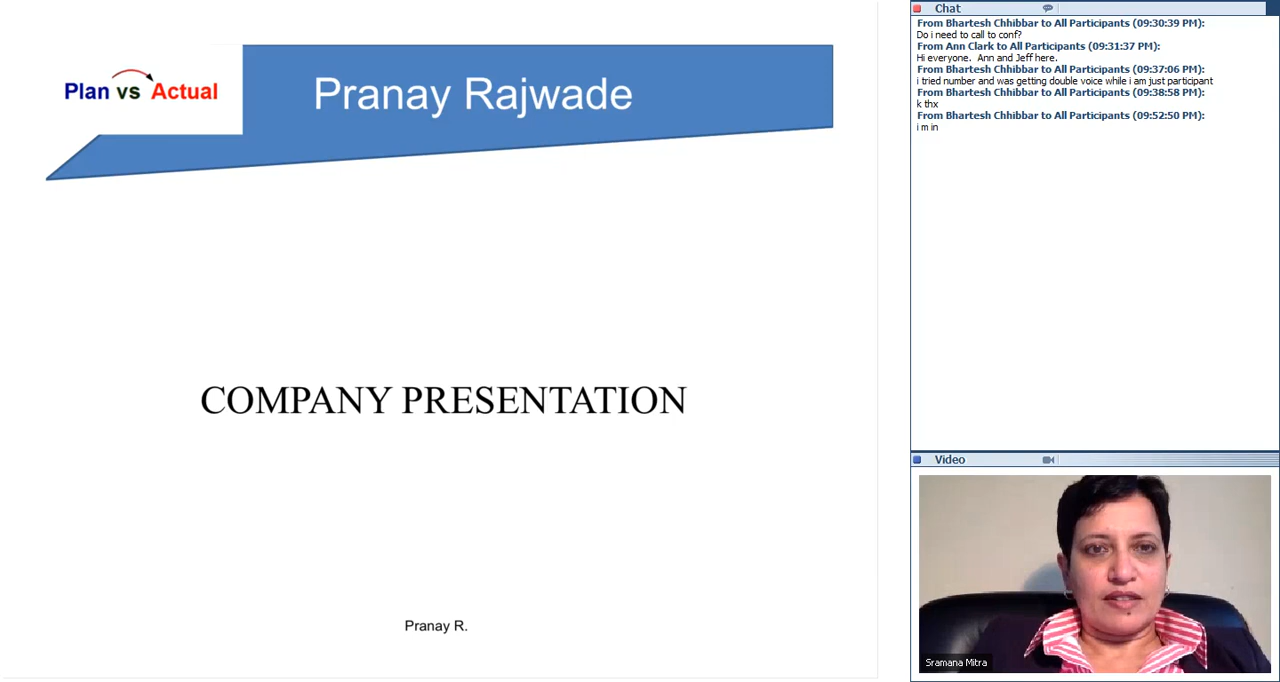 Plan vs Actual
Pranay Rajwade
COMPANY PRESENTATION
Pranay R.
Chat
From Bhartesh Chhibbar to All Participants (09:30:39 PM):
Do i need to call to conf?
From Ann Clark to All Participants (09:31:37 PM):
Hi everyone. Ann and Jeff here.
From Bhartesh Chhibbar to All Participants (09:37:06 PM):
i tried number and was getting double voice while i am just participant
From Bhartesh Chhibbar to All Participants (09:38:58 PM):
k thx
From Bhartesh Chhibbar to All Participants (09:52:50 PM):
i m in
Video
Sramana Mitra